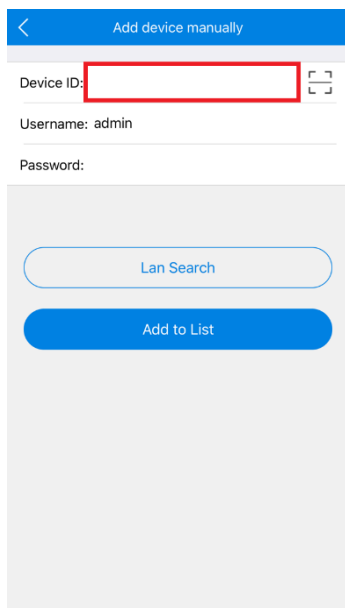 Add device manually
Device ID:
Username: admin
Password:
Lan Search
Add to List